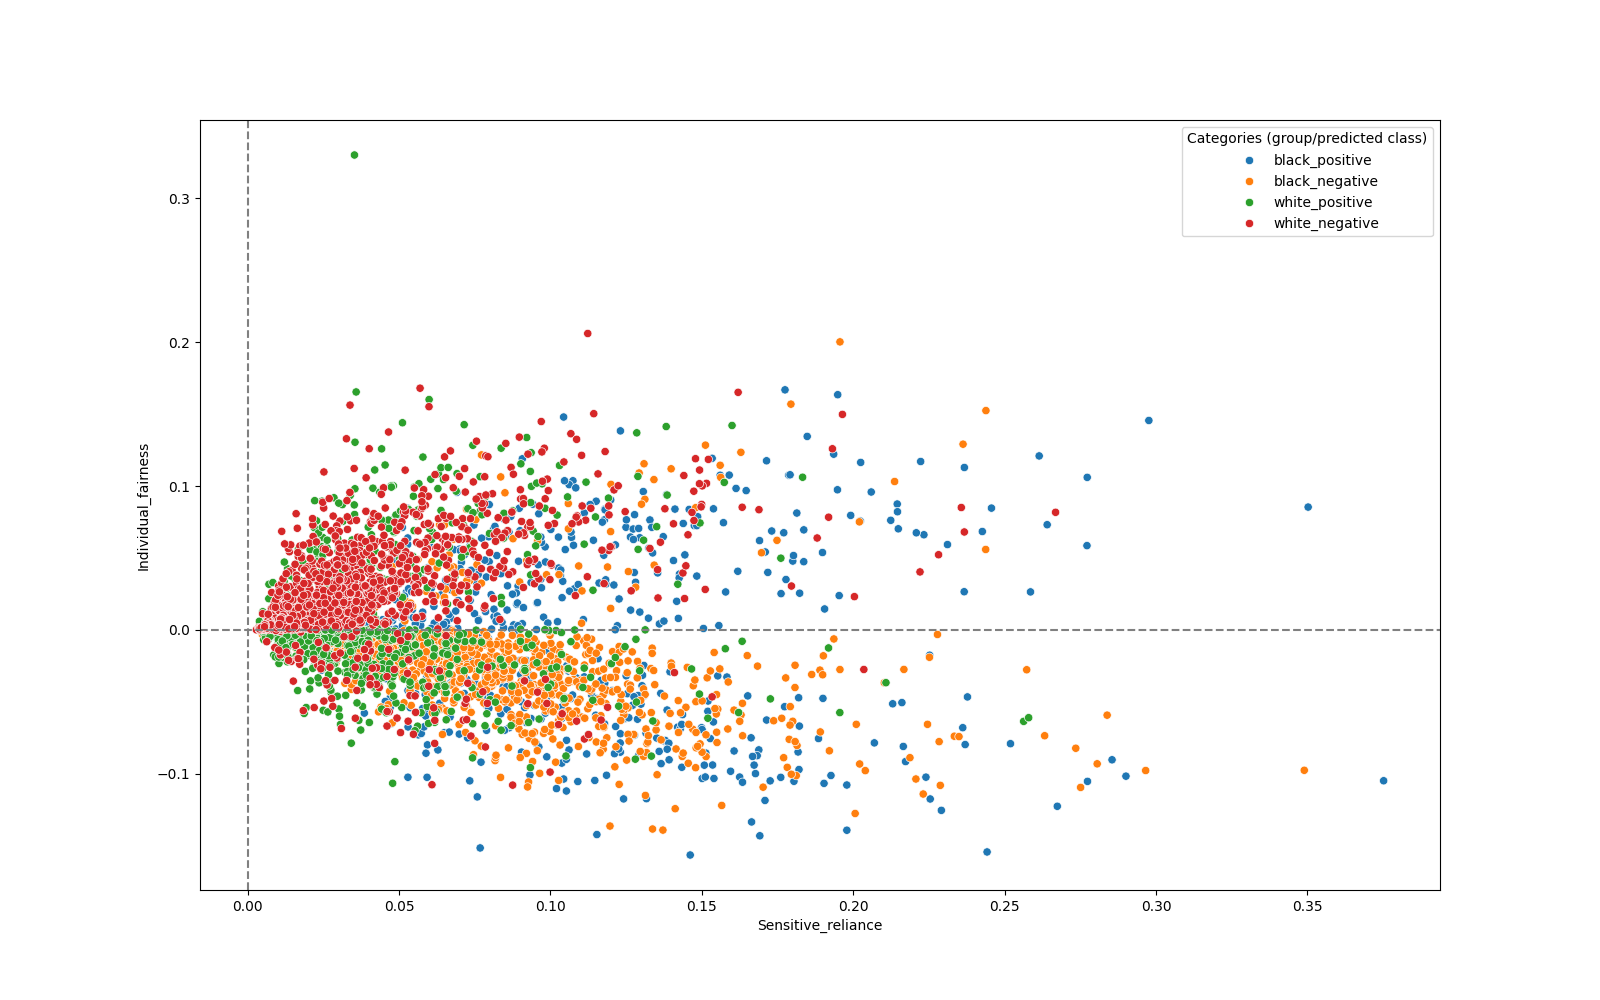 Categories (group/predicted class)
black_positive
black_negative
white_positive
white_negative
0.3
0.2
0.1
0.0
−0.1
Individual_fairness
0.00 0.05 0.10 0.15 0.20 0.25 0.30 0.35
Sensitive_reliance